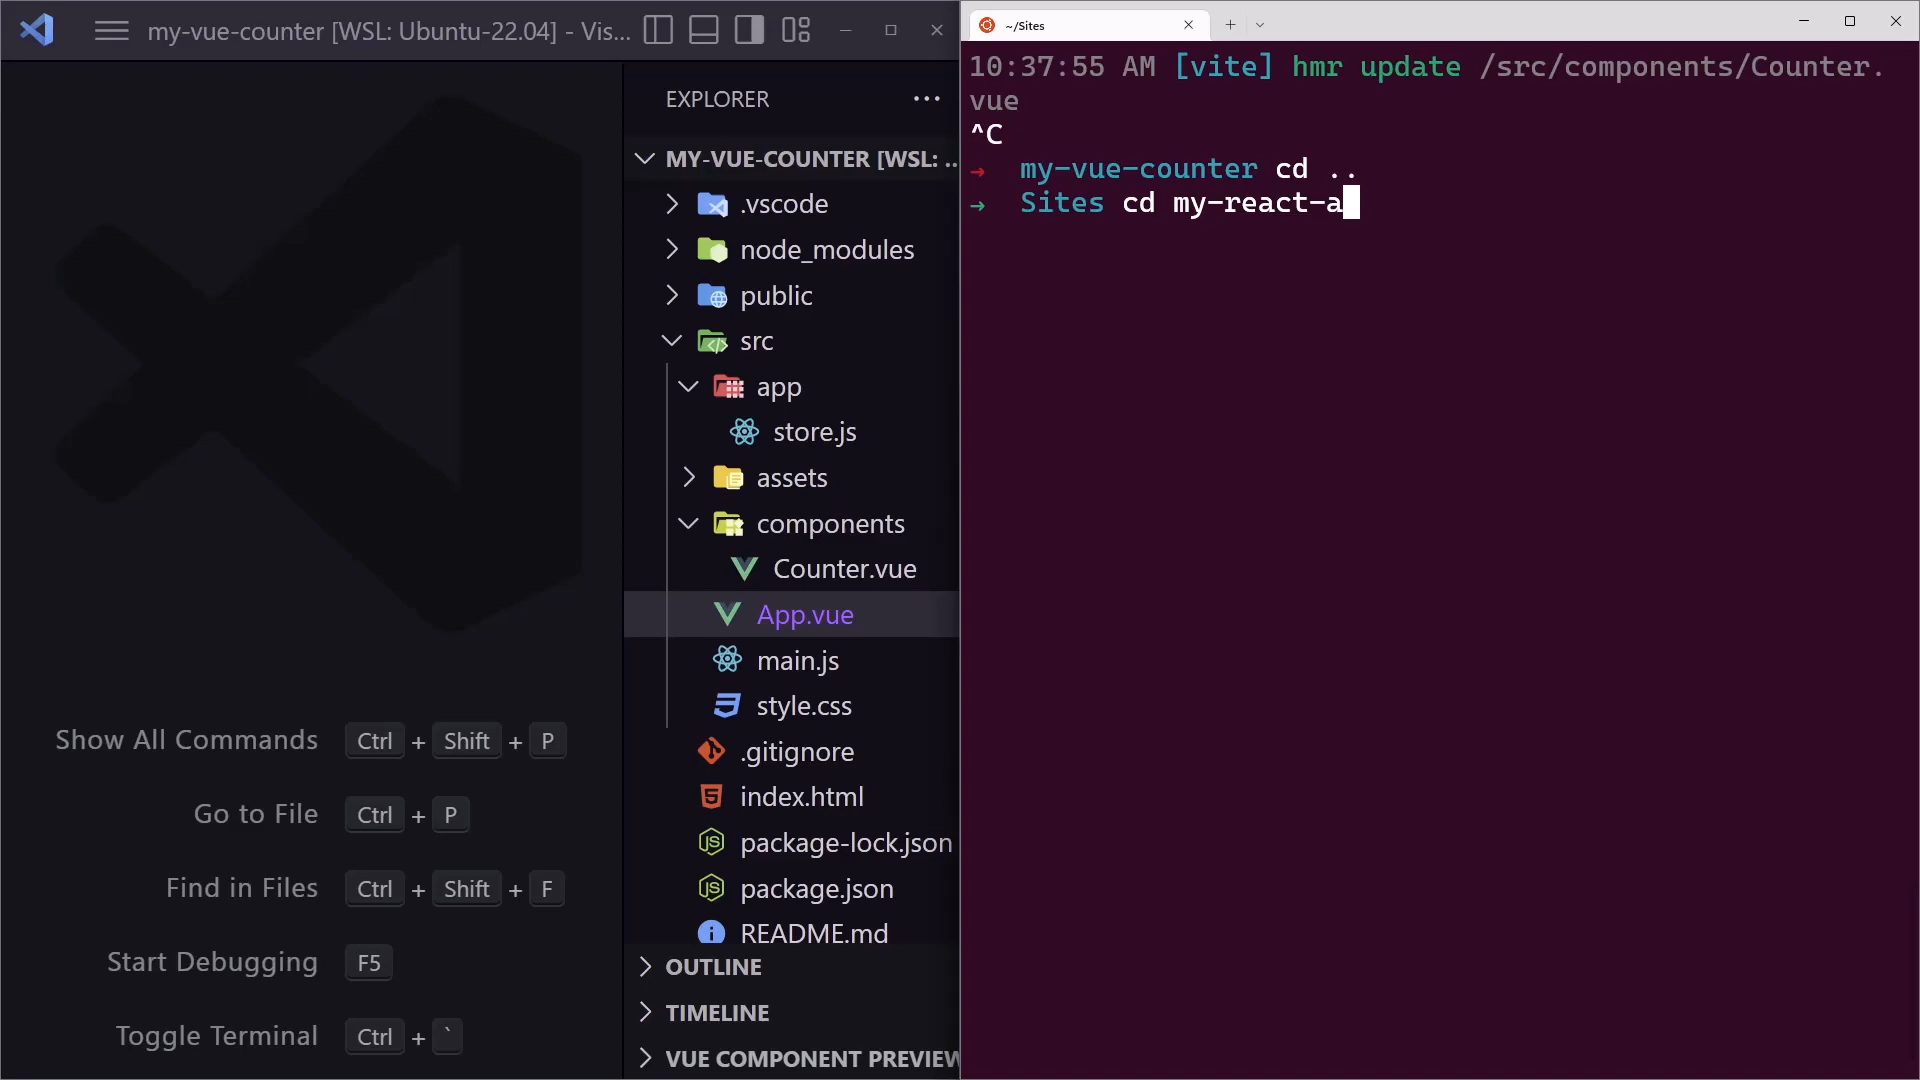 my-vue-counter [WSL: Ubuntu-22.04] - Vis...
EXPLORER
MY-VUE-COUNTER [WSL: ...
.vscode
node_modules
public
src
app
store.js
assets
components
Counter.vue
App.vue
main.js
style.css
.gitignore
index.html
package-lock.json
package.json
README.md
OUTLINE
TIMELINE
VUE COMPONENT PREVIEW
Show All Commands Ctrl + Shift + P
Go to File Ctrl + P
Find in Files Ctrl + Shift + F
Start Debugging F5
Toggle Terminal Ctrl + `
~/Sites
10:37:55 AM [vite] hmr update /src/components/Counter.
vue
^C
→ my-vue-counter cd ..
→ Sites cd my-react-a